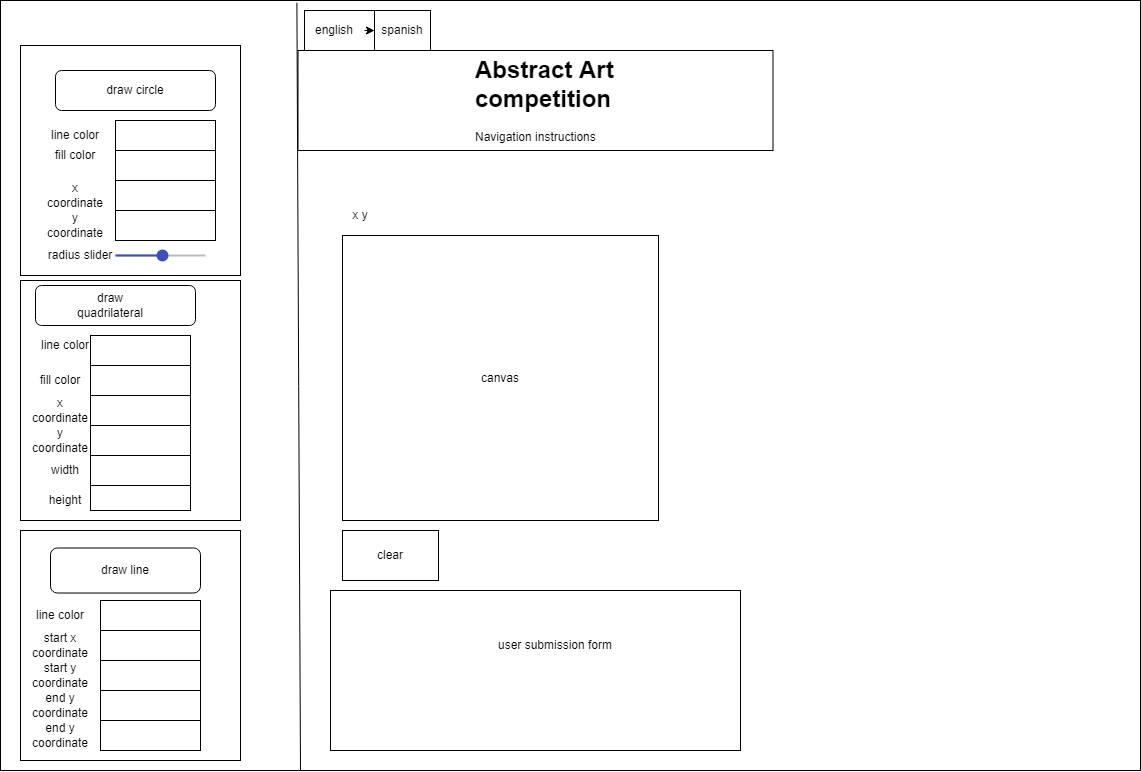 english
spanish
Abstract Art
competition
Navigation instructions
draw circle
line color
fill color
x
coordinate
y
coordinate
radius slider
draw
quadrilateral
line color
fill color
x
coordinate
y
coordinate
width
height
draw line
line color
start x
coordinate
start y
coordinate
end y
coordinate
end y
coordinate
x y
canvas
clear
user submission form